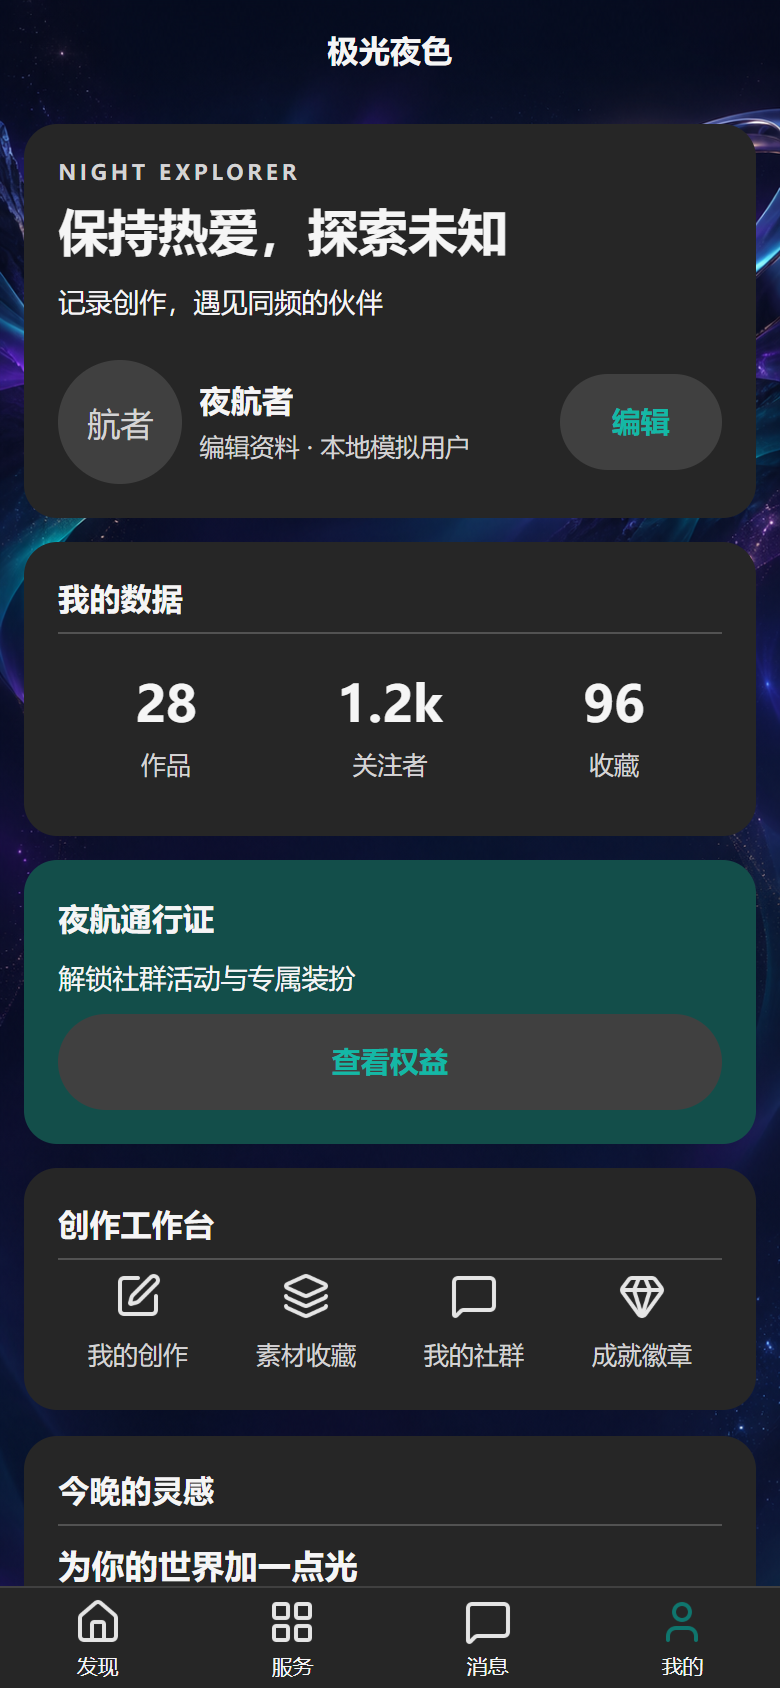 极光夜色
NIGHT EXPLORER
保持热爱，探索未知
记录创作，遇见同频的伙伴
航者
夜航者
编辑资料 · 本地模拟用户
编辑
我的数据
28
1.2k
96
作品
关注者
收藏
夜航通行证
解锁社群活动与专属装扮
查看权益
创作工作台
我的创作
素材收藏
我的社群
成就徽章
今晚的灵感
为你的世界加一点光
发现
服务
消息
我的